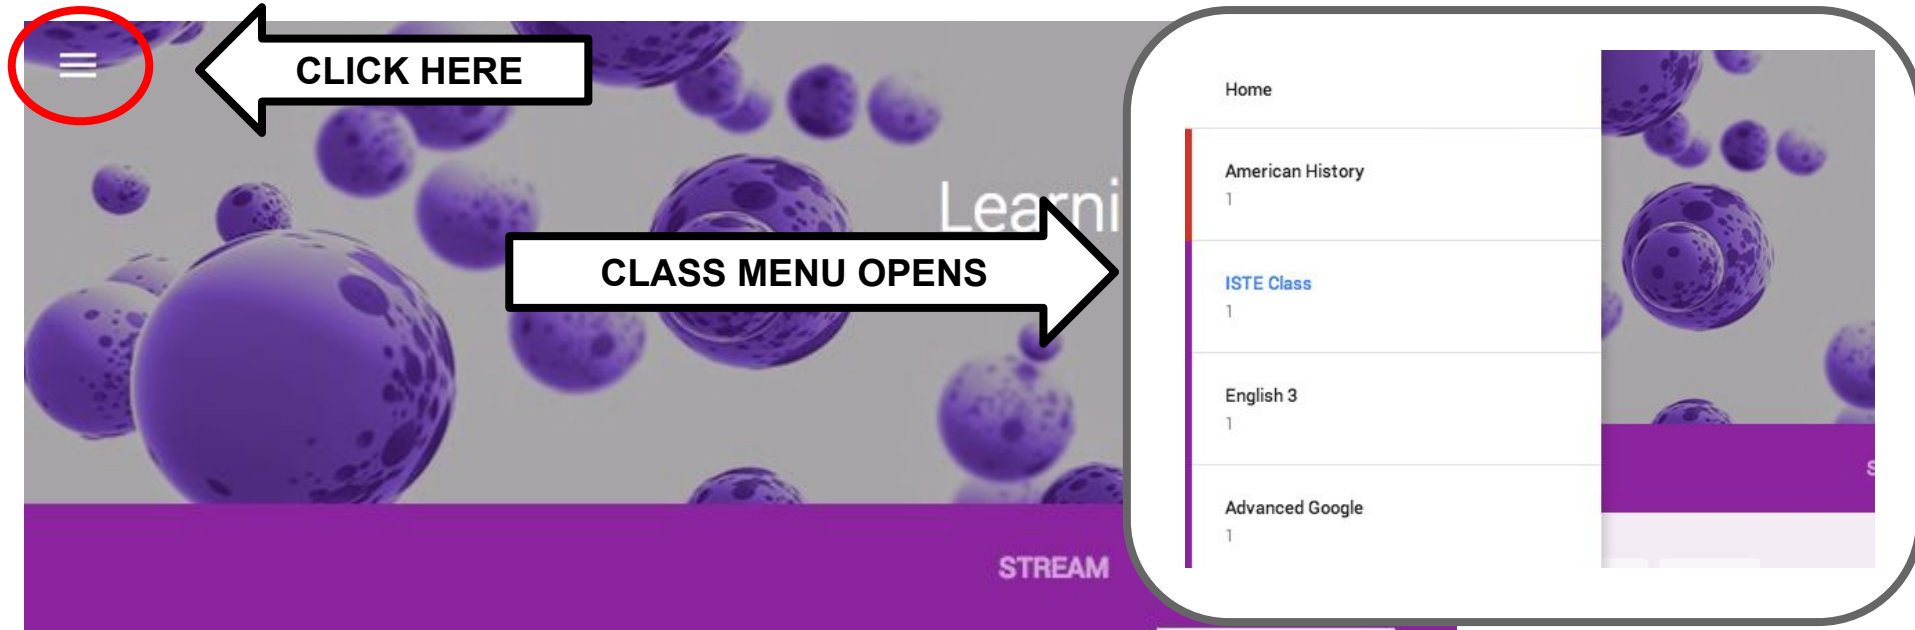 CLICK HERE
Learni
CLASS MENU OPENS
STREAM
Home
American History
1
ISTE Class
1
English 3
1
Advanced Google
1
S